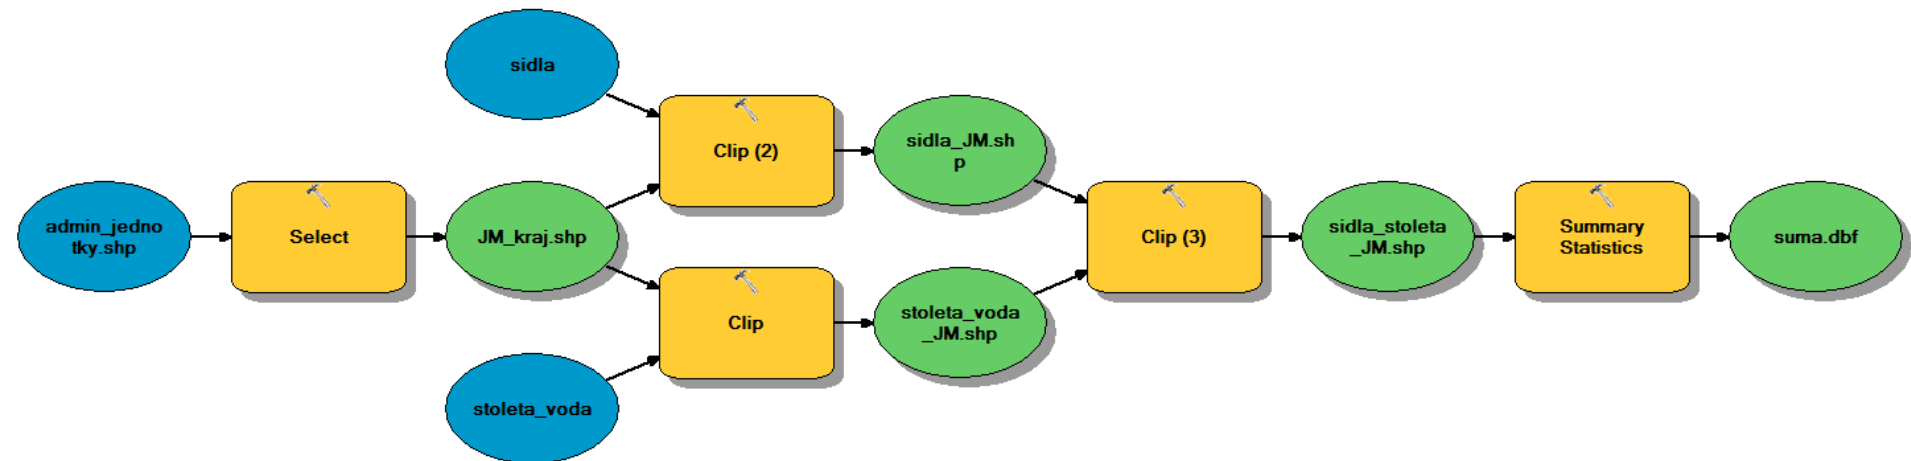 sidla
Clip (2)
sidla_JM.sh
p
admin_jedno
tky.shp
Select
JM_kraj.shp
Clip (3)
sidla_stoleta
_JM.shp
Summary
Statistics
suma.dbf
Clip
stoleta_voda
_JM.shp
stoleta_voda